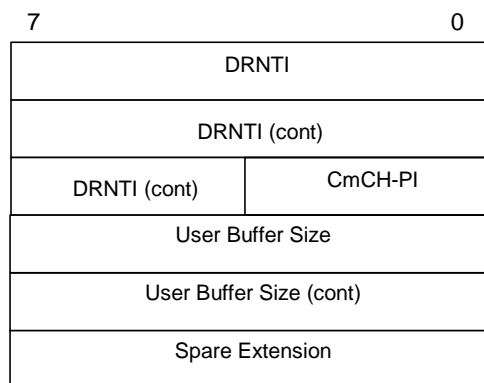 7 0
DRNTI
DRNTI (cont)
DRNTI (cont) CmCH-PI
User Buffer Size
User Buffer Size (cont)
Spare Extension